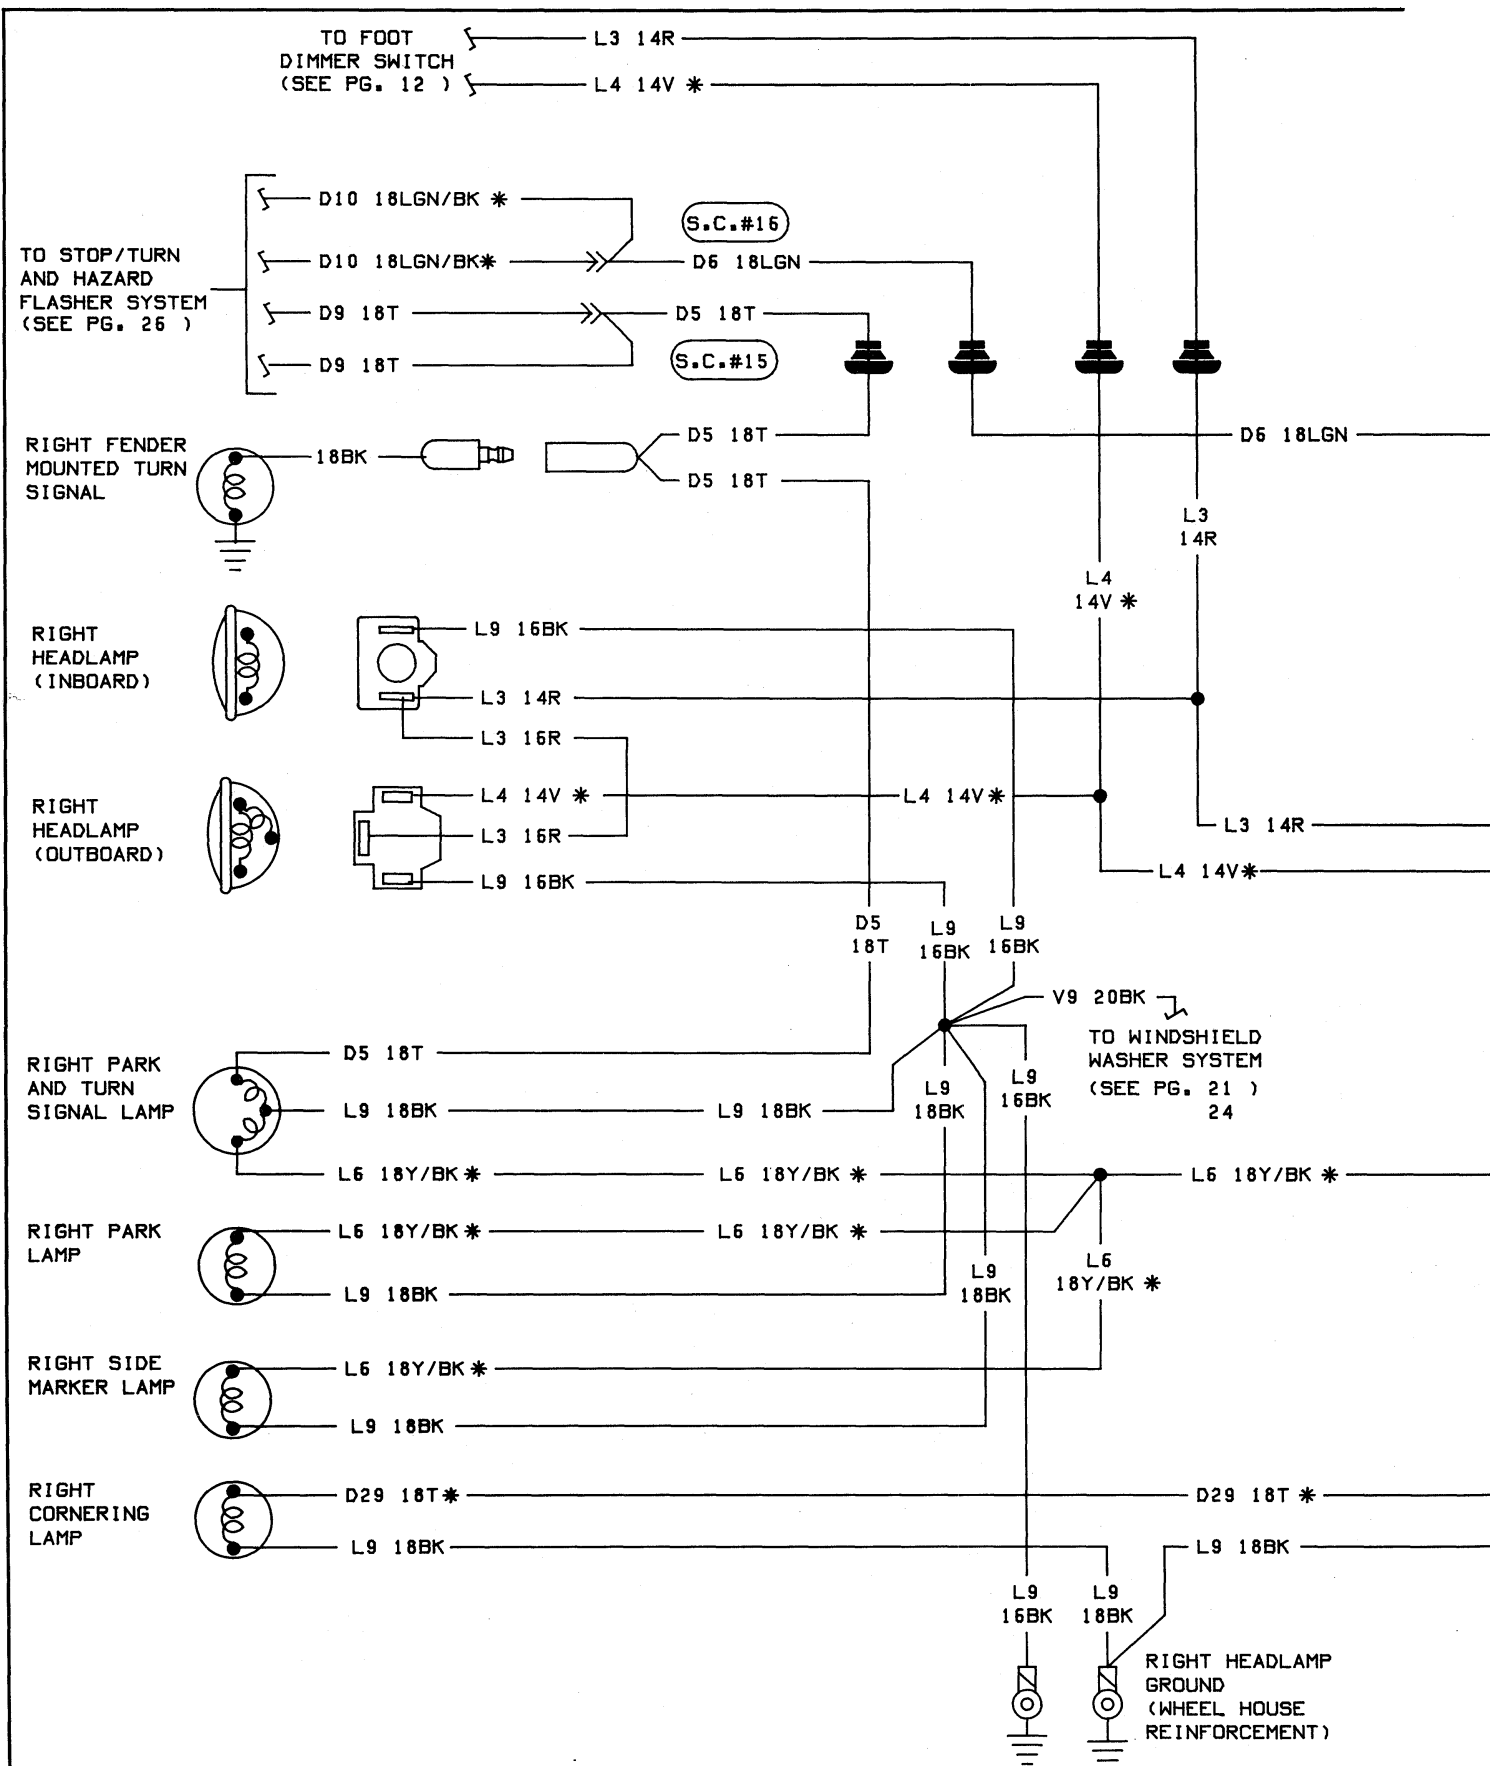 TO FOOT
DIMMER SWITCH
(SEE PG. 12 )
L3 14R
L4 14V *
D10 18LGN/BK *
S.C.#16
TO STOP/TURN
AND HAZARD
FLASHER SYSTEM
(SEE PG. 26 )
D10 18LGN/BK*
D6 18LGN
D9 18T
D5 18T
D9 18T
S.C.#15
RIGHT FENDER
MOUNTED TURN
SIGNAL
18BK
D5 18T
D5 18T
D6 18LGN
L3
14R
L4
14V *
RIGHT
HEADLAMP
(INBOARD)
L9 16BK
L3 14R
L3 16R
RIGHT
HEADLAMP
(OUTBOARD)
L4 14V *
L4 14V*
L3 16R
L3 14R
L9 16BK
L4 14V*
D5
18T
L9
16BK
L9
16BK
V9 20BK
TO WINDSHIELD
WASHER SYSTEM
(SEE PG. 21 )
24
RIGHT PARK
AND TURN
SIGNAL LAMP
D5 18T
L9 18BK
L9 18BK
L9
18BK
L9
16BK
L6 18Y/BK *
L6 18Y/BK *
L6 18Y/BK *
RIGHT PARK
LAMP
L6 18Y/BK *
L6 18Y/BK *
L9 18BK
L9
18BK
L6
18Y/BK *
RIGHT SIDE
MARKER LAMP
L6 18Y/BK *
L9 18BK
RIGHT
CORNERING
LAMP
D29 18T*
D29 18T *
L9 18BK
L9 18BK
L9
16BK
L9
18BK
RIGHT HEADLAMP
GROUND
(WHEEL HOUSE
REINFORCEMENT)